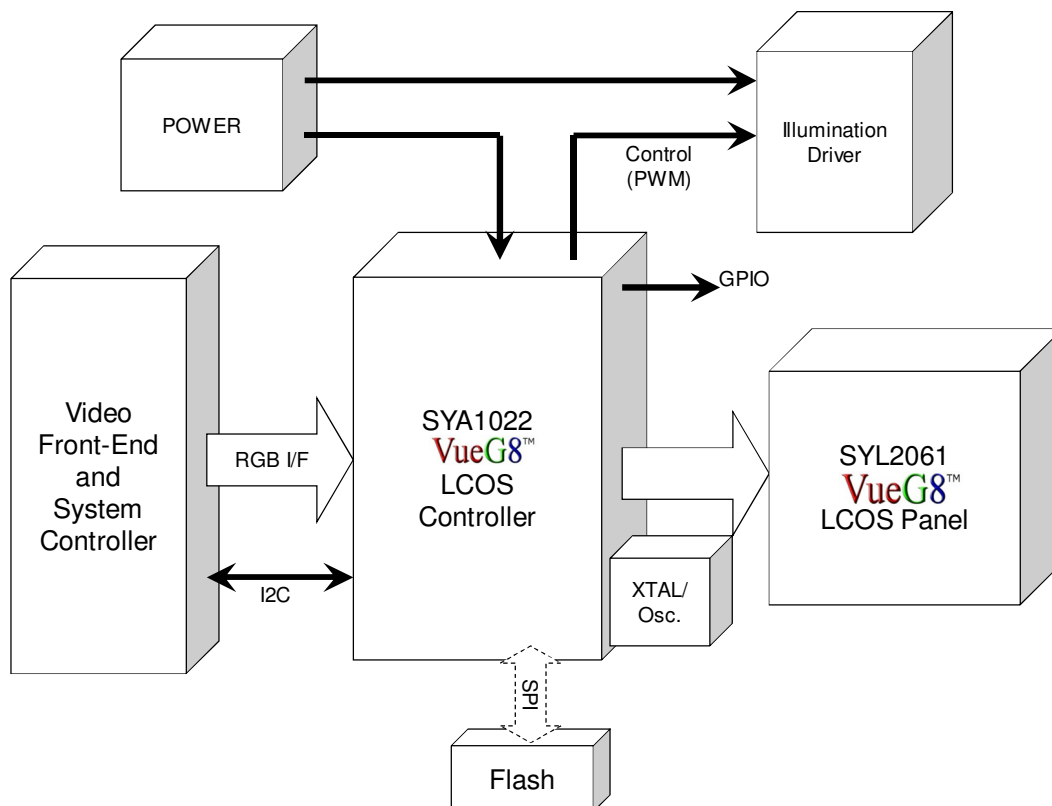 POWER
Illumination
Driver
Control
(PWM)
GPIO
Video
Front-End
and
System
Controller
RGB I/F
I2C
SYA1022
VueG8™
LCOS
Controller
SYL2061
VueG8™
LCOS Panel
XTAL/
Osc.
SPI
Flash